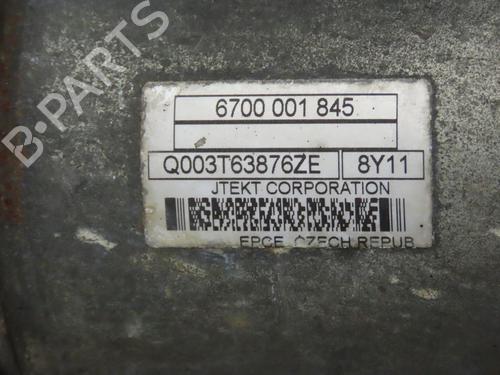 6700 001 845
Q003T63876ZE 8Y11
JTEKT CORPORATION
EPCE, CZECH REPUB
B-PARTS